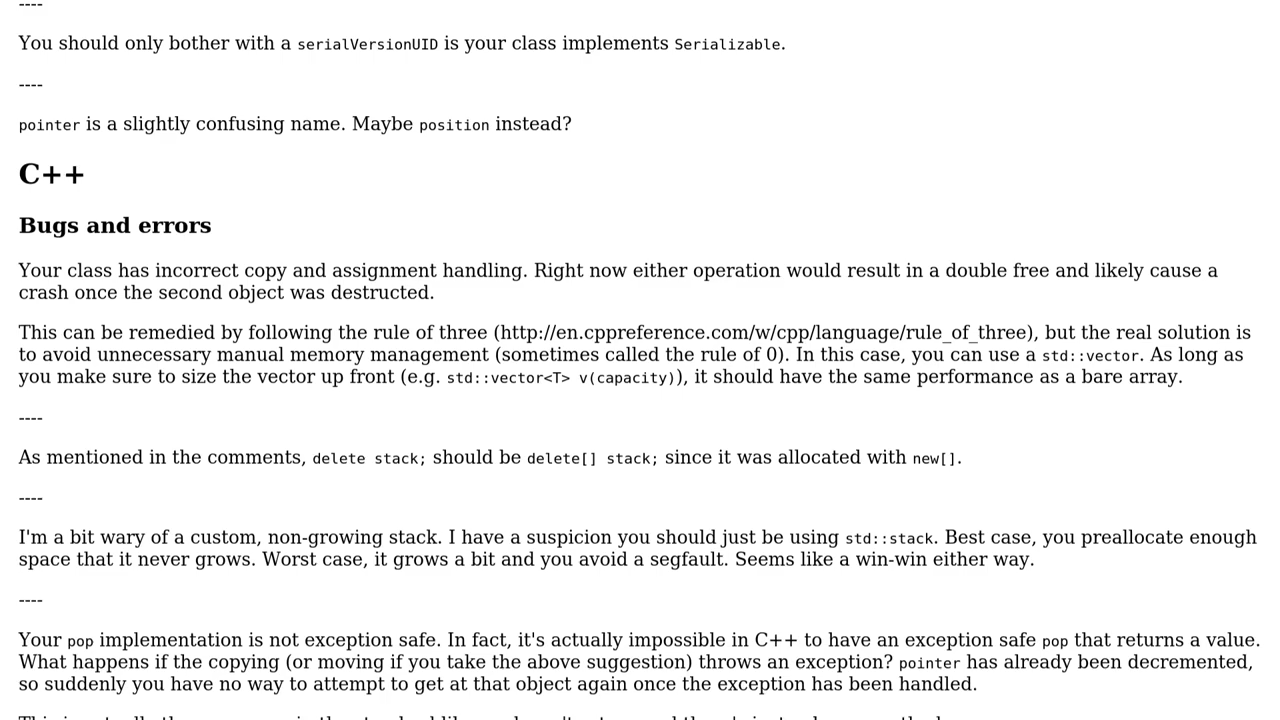 ----
You should only bother with a serialVersionUID is your class implements Serializable.
----
pointer is a slightly confusing name. Maybe position instead?
C++
Bugs and errors
Your class has incorrect copy and assignment handling. Right now either operation would result in a double free and likely cause a
crash once the second object was destructed.
This can be remedied by following the rule of three (http://en.cppreference.com/w/cpp/language/rule_of_three), but the real solution is
to avoid unnecessary manual memory management (sometimes called the rule of 0). In this case, you can use a std::vector. As long as
you make sure to size the vector up front (e.g. std::vector<T> v(capacity)), it should have the same performance as a bare array.
----
As mentioned in the comments, delete stack; should be delete[] stack; since it was allocated with new[].
----
I'm a bit wary of a custom, non-growing stack. I have a suspicion you should just be using std::stack. Best case, you preallocate enough
space that it never grows. Worst case, it grows a bit and you avoid a segfault. Seems like a win-win either way.
----
Your pop implementation is not exception safe. In fact, it's actually impossible in C++ to have an exception safe pop that returns a value.
What happens if the copying (or moving if you take the above suggestion) throws an exception? pointer has already been decremented,
so suddenly you have no way to attempt to get at that object again once the exception has been handled.